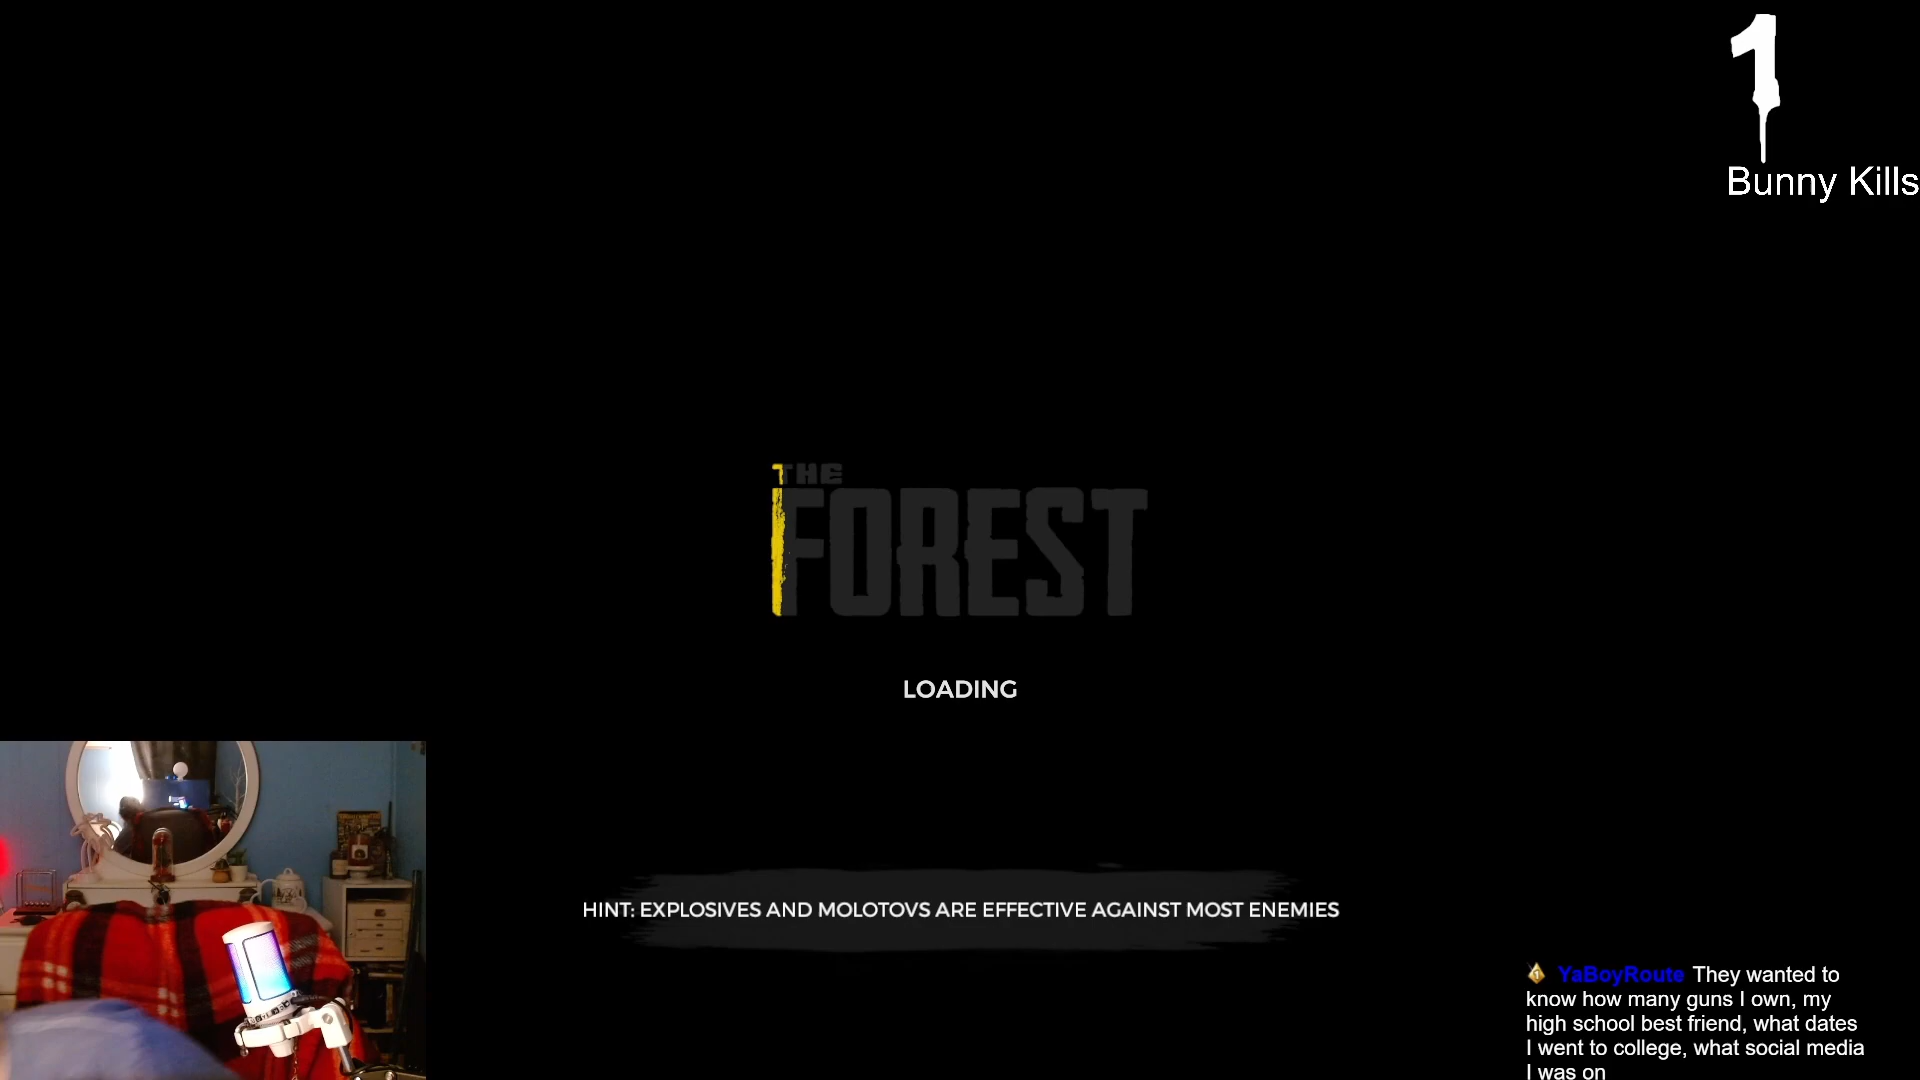 1
Bunny Kills
THE
FOREST
LOADING
HINT: EXPLOSIVES AND MOLOTOVS ARE EFFECTIVE AGAINST MOST ENEMIES
YaBoyRoute They wanted to
know how many guns I own, my
high school best friend, what dates
I went to college, what social media
I was on